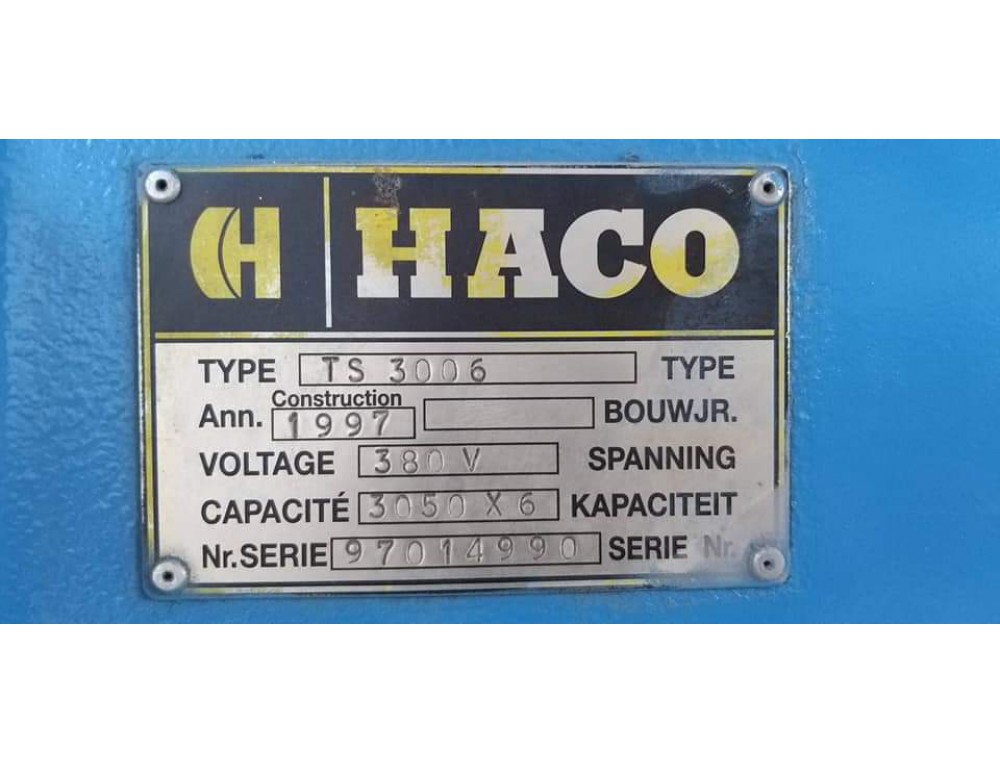 H HACO
TYPE TS 3006 TYPE
Ann. Construction 1997 BOUWJR.
VOLTAGE 380 V SPANNING
CAPACITÉ 3050 X 6 KAPACITEIT
Nr. SERIE 97014990 SERIE Nr.